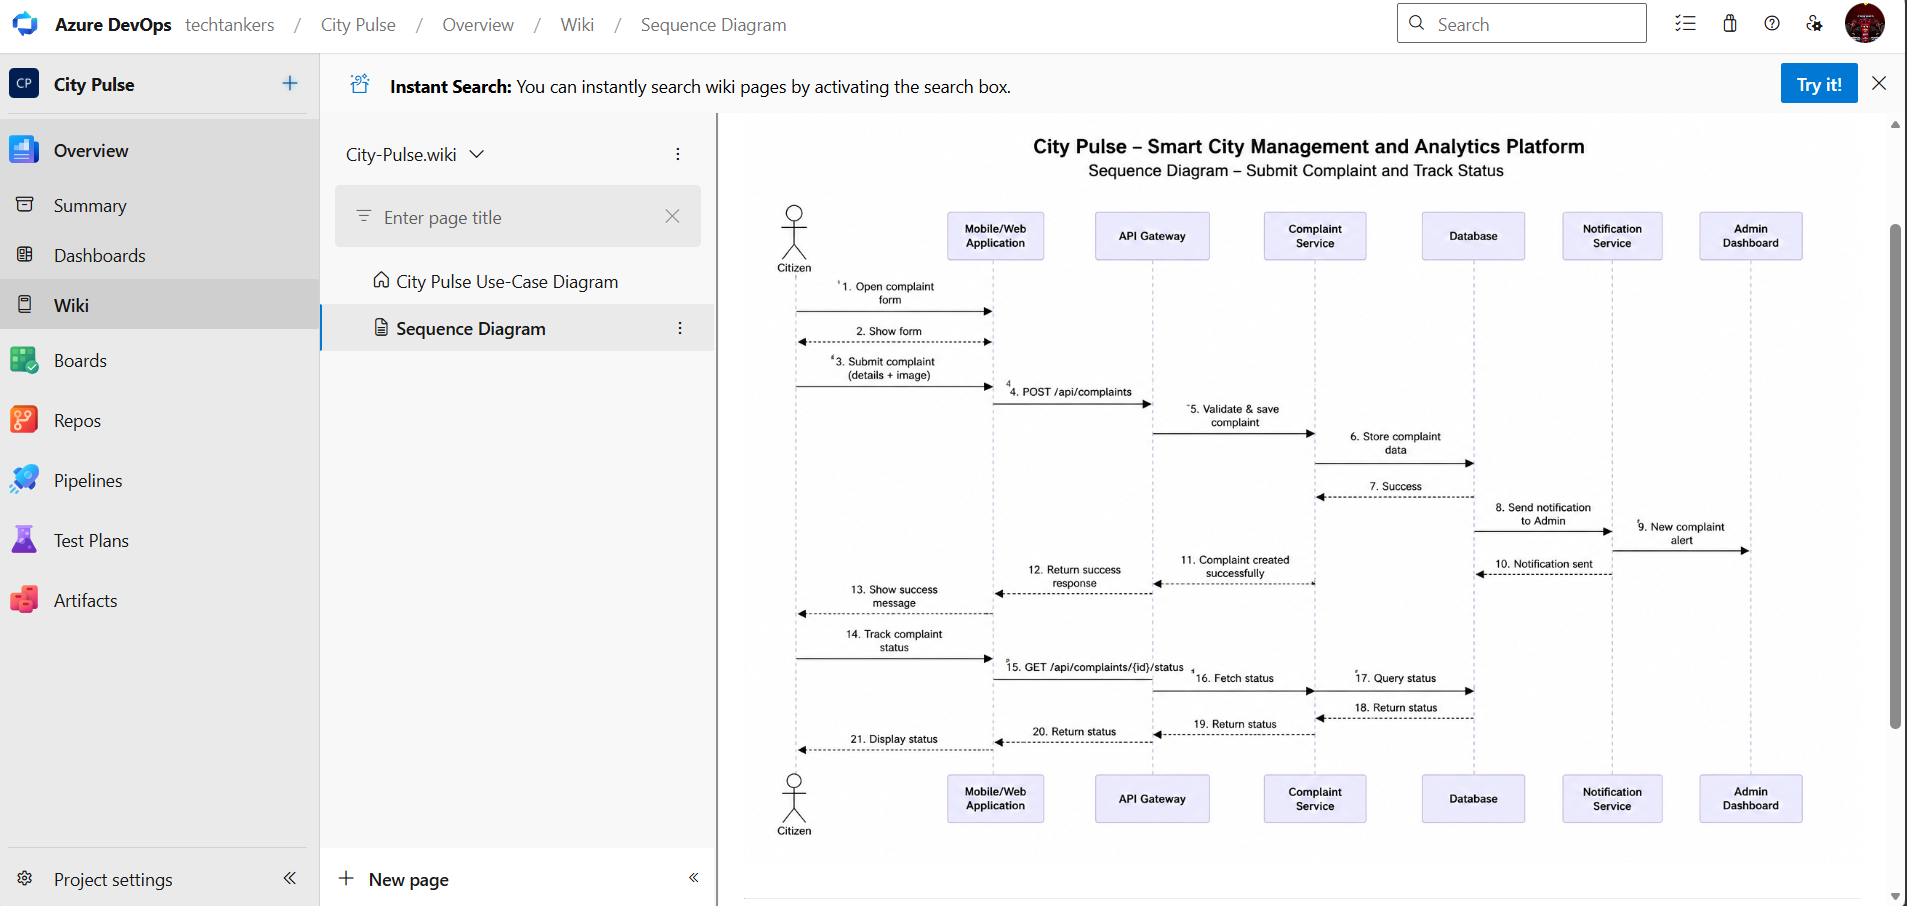 Azure DevOps techtankers / City Pulse / Overview / Wiki / Sequence Diagram
Search
CP City Pulse
Instant Search: You can instantly search wiki pages by activating the search box.
Try it!
Overview
Summary
Dashboards
Wiki
Boards
Repos
Pipelines
Test Plans
Artifacts
Project settings
City-Pulse.wiki
Enter page title
City Pulse Use-Case Diagram
Sequence Diagram
New page
City Pulse – Smart City Management and Analytics Platform
Sequence Diagram – Submit Complaint and Track Status
Citizen
Mobile/Web
Application
API Gateway
Complaint
Service
Database
Notification
Service
Admin
Dashboard
1. Open complaint
form
2. Show form
3. Submit complaint
(details + image)
4
4. POST /api/complaints
5. Validate & save
complaint
6. Store complaint
data
7. Success
8. Send notification
to Admin
9. New complaint
alert
10. Notification sent
11. Complaint created
successfully
12. Return success
response
13. Show success
message
14. Track complaint
status
15. GET /api/complaints/{id}/status
16. Fetch status
17. Query status
18. Return status
19. Return status
20. Return status
21. Display status
Citizen
Mobile/Web
Application
API Gateway
Complaint
Service
Database
Notification
Service
Admin
Dashboard